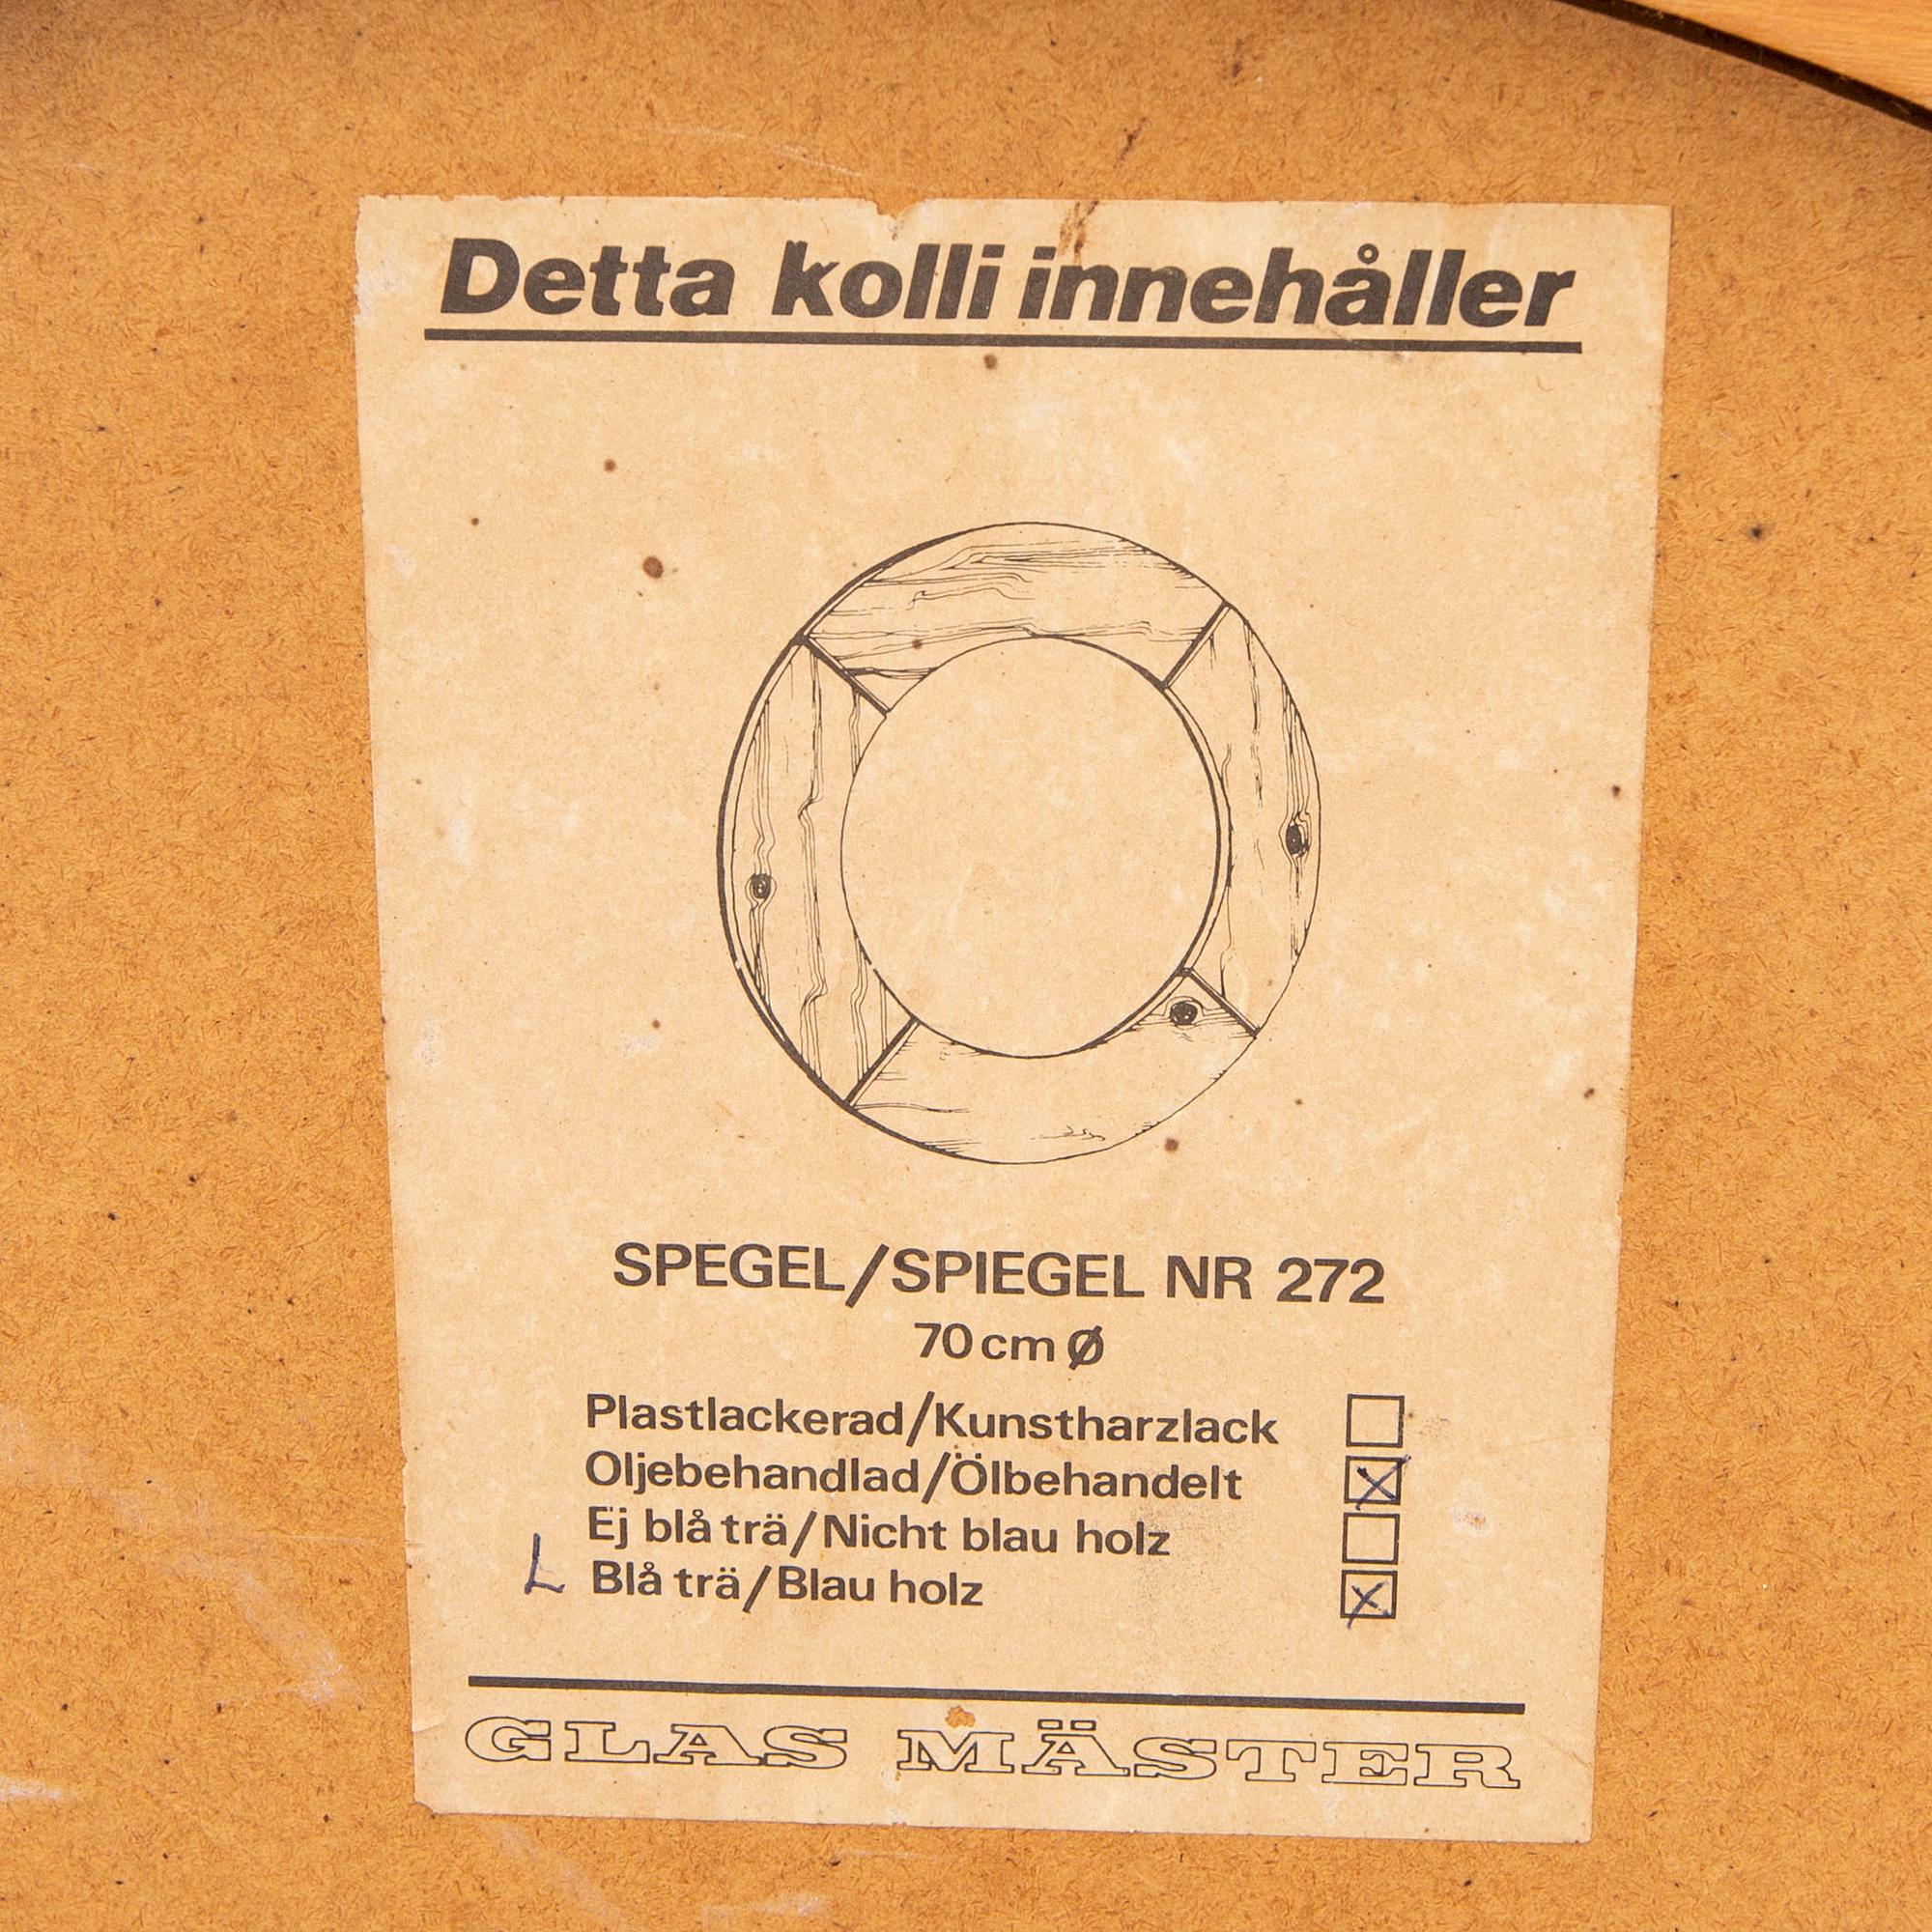 Detta kolli innehåller
SPEGEL/SPIEGEL NR 272
70 cm Ø
Plastlackerad/Kunstharzlack
Oljebehandlad/Ölbehandelt
Ej blå trä/Nicht blau holz
L Blå trä/Blau holz
GLAS MÄSTER